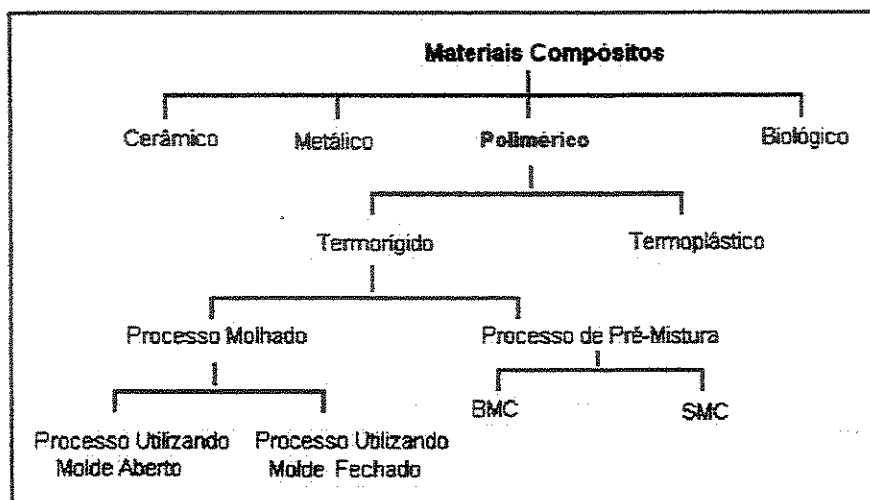 Materiais Compósitos
Cerâmico Metálico Polimérico Biológico
Termorígido Termoplástico
Processo Molhado Processo de Pré-Mistura
BMC SMC
Processo Utilizando Processo Utilizando
Molde Aberto Molde Fechado